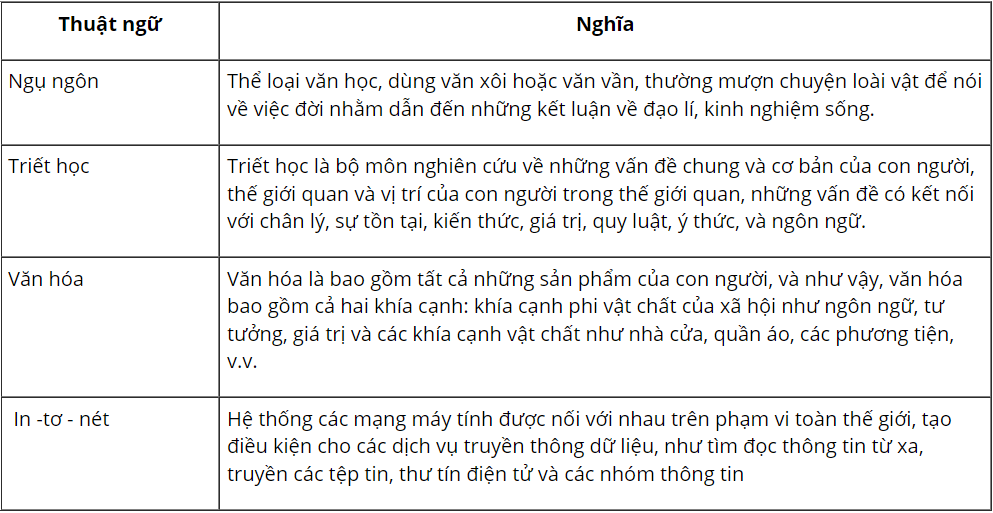 Thuật ngữ
Nghĩa
Ngụ ngôn
Thể loại văn học, dùng văn xôi hoặc văn vần, thường mượn chuyện loài vật để nói
về việc đời nhằm dẫn đến những kết luận về đạo lí, kinh nghiệm sống.
Triết học
Triết học là bộ môn nghiên cứu về những vấn đề chung và cơ bản của con người,
thế giới quan và vị trí của con người trong thế giới quan, những vấn đề có kết nối
với chân lý, sự tồn tại, kiến thức, giá trị, quy luật, ý thức, và ngôn ngữ.
Văn hóa
Văn hóa là bao gồm tất cả những sản phẩm của con người, và như vậy, văn hóa
bao gồm cả hai khía cạnh: khía cạnh phi vật chất của xã hội như ngôn ngữ, tư
tưởng, giá trị và các khía cạnh vật chất như nhà cửa, quần áo, các phương tiện,
v.v.
In -tơ - nét
Hệ thống các mạng máy tính được nối với nhau trên phạm vi toàn thế giới, tạo
điều kiện cho các dịch vụ truyền thông dữ liệu, như tìm đọc thông tin từ xa,
truyền các tệp tin, thư tín điện tử và các nhóm thông tin